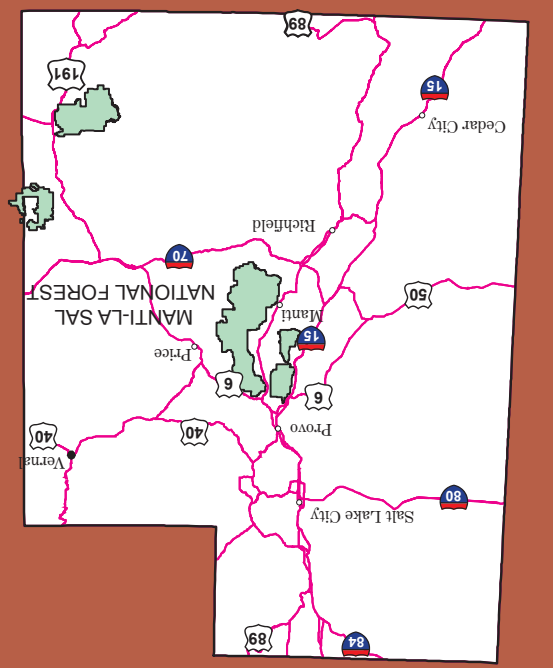 84
89
80
Salt Lake City
Vernal
Provo
40
40
6
6
Price
15
Manti
MANTI-LA SAL
NATIONAL FOREST
50
70
Richfield
Cedar City
15
191
89